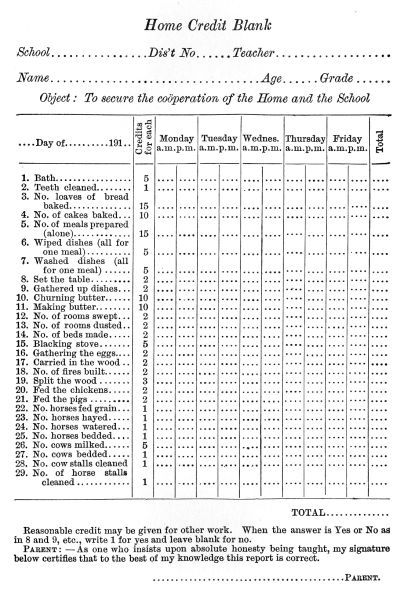 Home Credit Blank
School................Dis't No......Teacher...................
Name.......................................Age......Grade ......
Object : To secure the coöperation of the Home and the School
....Day of..........191.. Credits for each Monday a.m. p.m. Tuesday a.m. p.m. Wednes. a.m. p.m. Thursday a.m. p.m. Friday a.m. p.m. Total
1. Bath 5
2. Teeth cleaned 1
3. No. loaves of bread
baked 15
4. No. of cakes baked 10
5. No. of meals prepared
(alone) 15
6. Wiped dishes (all for
one meal) 5
7. Washed dishes (all
for one meal) 5
8. Set the table 2
9. Gathered up dishes 2
10. Churning butter 10
11. Making butter 10
12. No. of rooms swept 2
13. No. of rooms dusted 2
14. No. of beds made 2
15. Blacking stove 5
16. Gathering the eggs 2
17. Carried in the wood 2
18. No. of fires built 2
19. Split the wood 3
20. Fed the chickens 2
21. Fed the pigs 2
22. No. horses fed grain 1
23. No. horses hayed 1
24. No. horses watered 1
25. No. horses bedded 1
26. No. cows milked 5
27. No. cows bedded 1
28. No. cow stalls cleaned 1
29. No. of horse stalls
cleaned 1
TOTAL..............
Reasonable credit may be given for other work. When the answer is Yes or No as
in 8 and 9, etc., write 1 for yes and leave blank for no.
PARENT: — As one who insists upon absolute honesty being taught, my signature
below certifies that to the best of my knowledge this report is correct.
.......................................PARENT.